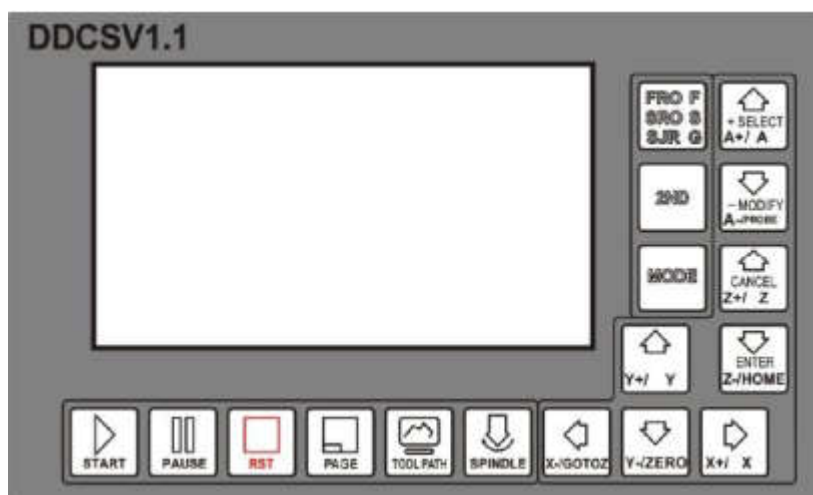 DDCSV1.1
FRO F
SRO S
SJR G
+ SELECT
A+/ A
2ND
- MODIFY
A-/PROBE
MODE
CANCEL
Z+/ Z
Y+/ Y
ENTER
Z-/HOME
START
PAUSE
RST
PAGE
TOOL PATH
SPINDLE
X-/GOTOZ
Y-/ZERO
X+/ X